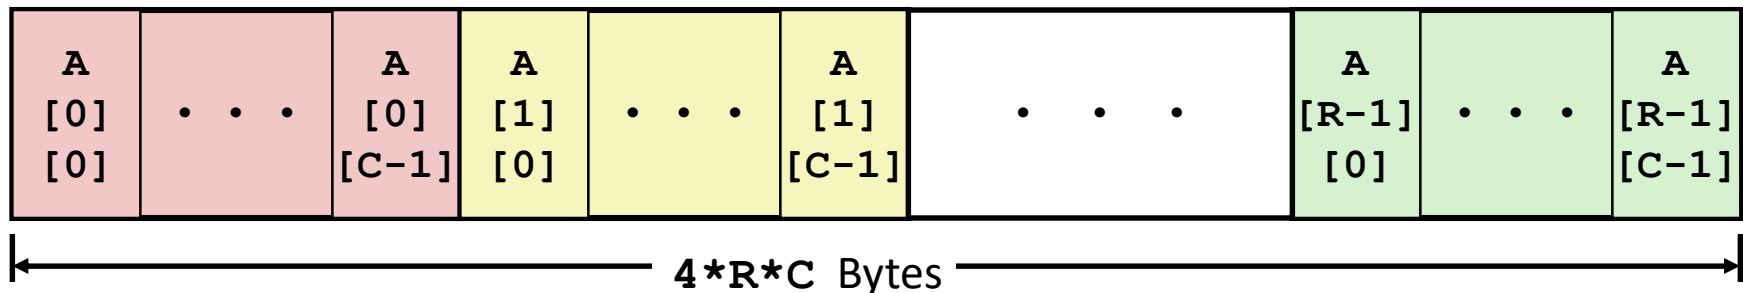 A A A A A A
[0] • • • [0] [1] • • • [1] • • • [R-1] • • • [R-1]
[0] [C-1] [0] [C-1] [0] [C-1]
4*R*C Bytes